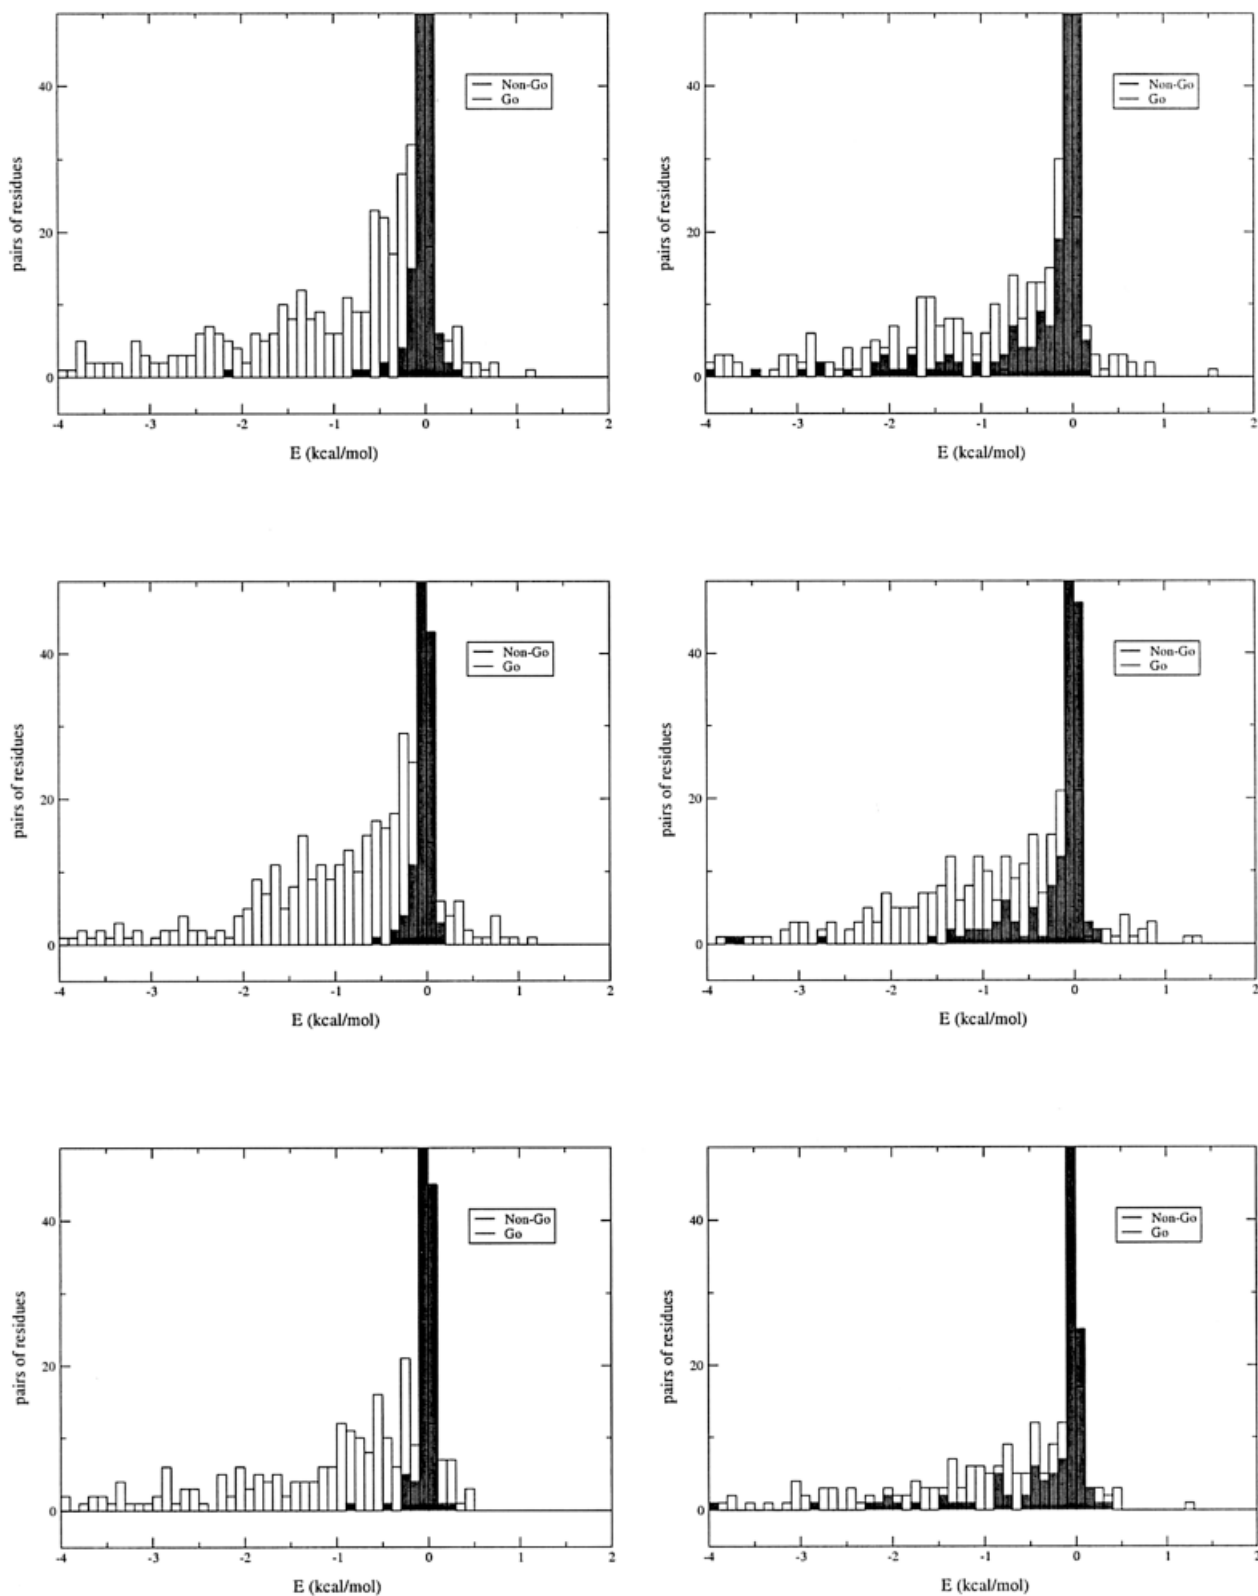 40
20
0
pairs of residues
Non-Go
Go
-4 -3 -2 -1 0 1 2
E (kcal/mol)
40
20
0
pairs of residues
Non-Go
Go
-4 -3 -2 -1 0 1 2
E (kcal/mol)
40
20
0
pairs of residues
Non-Go
Go
-4 -3 -2 -1 0 1 2
E (kcal/mol)
40
20
0
pairs of residues
Non-Go
Go
-4 -3 -2 -1 0 1 2
E (kcal/mol)
40
20
0
pairs of residues
Non-Go
Go
-4 -3 -2 -1 0 1 2
E (kcal/mol)
40
20
0
pairs of residues
Non-Go
Go
-4 -3 -2 -1 0 1 2
E (kcal/mol)